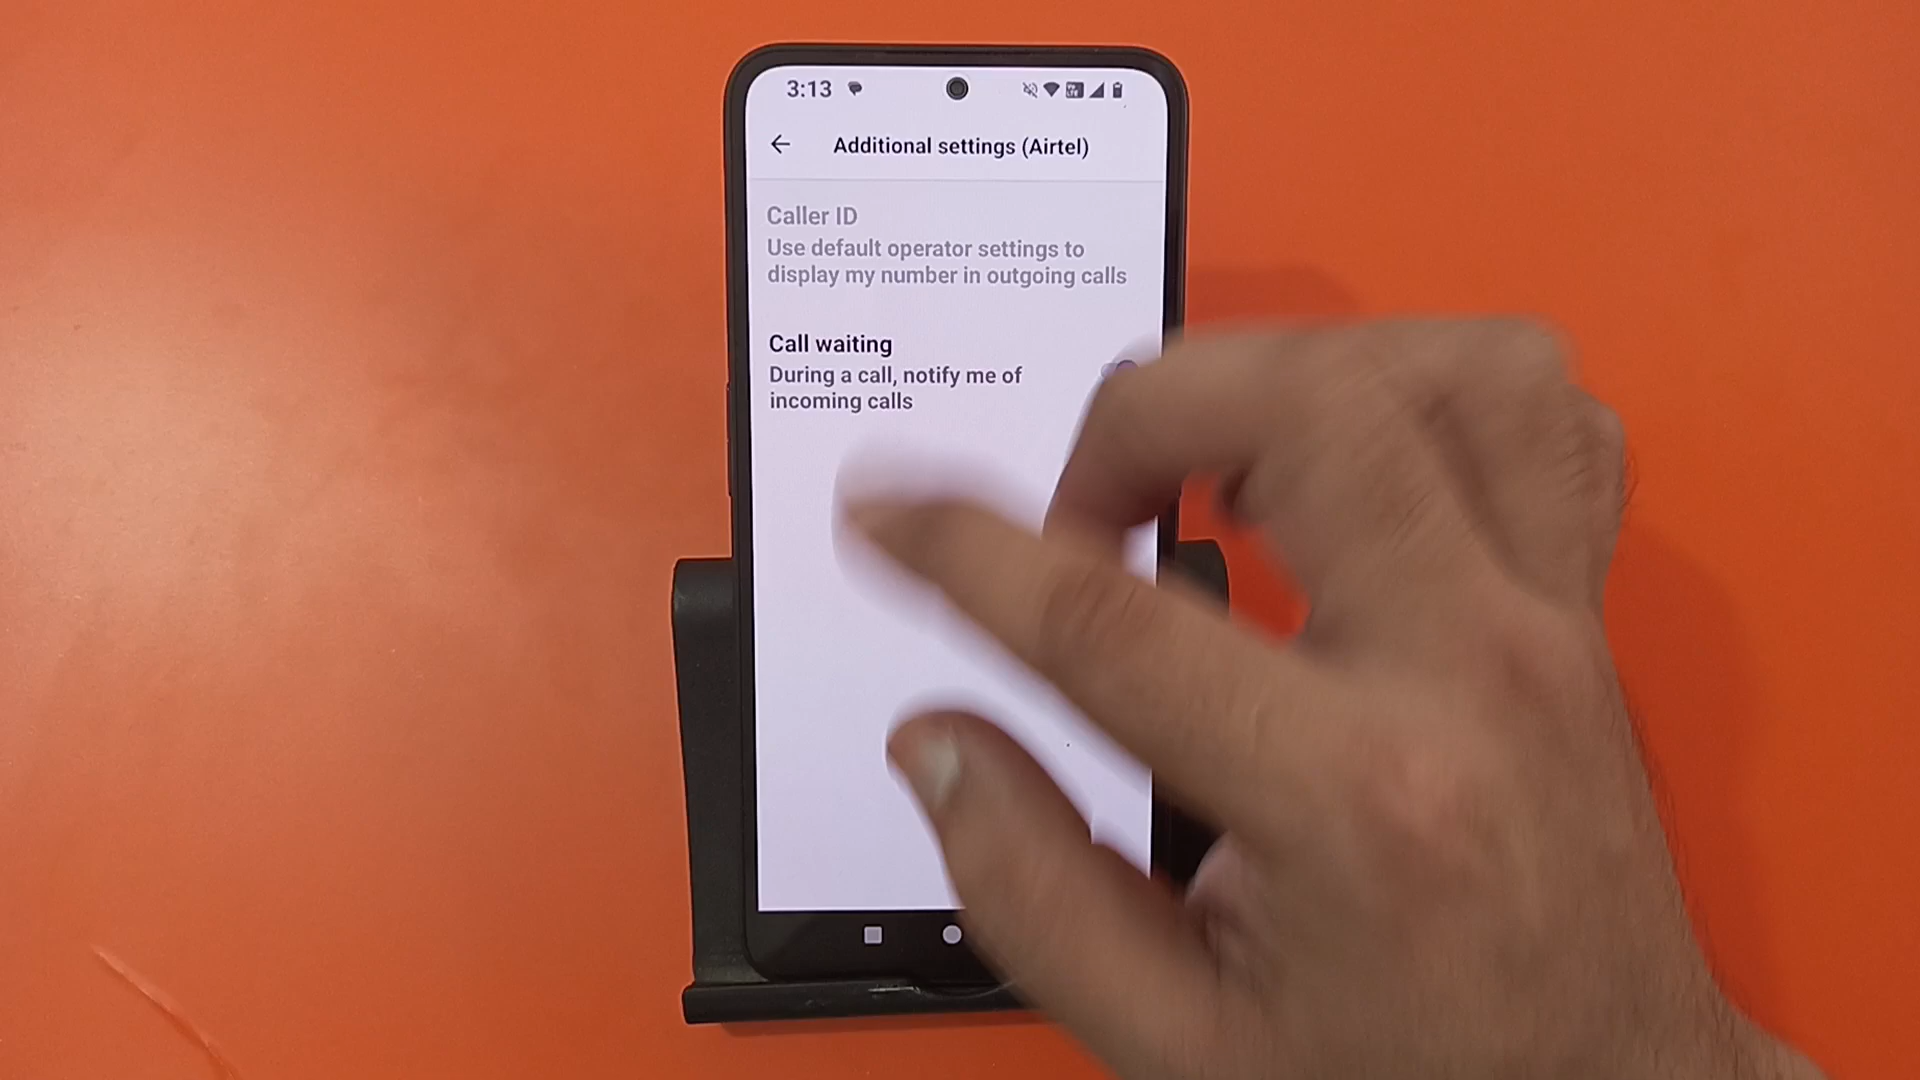 3:13
Additional settings (Airtel)
Caller ID
Use default operator settings to
display my number in outgoing calls
Call waiting
During a call, notify me of
incoming calls